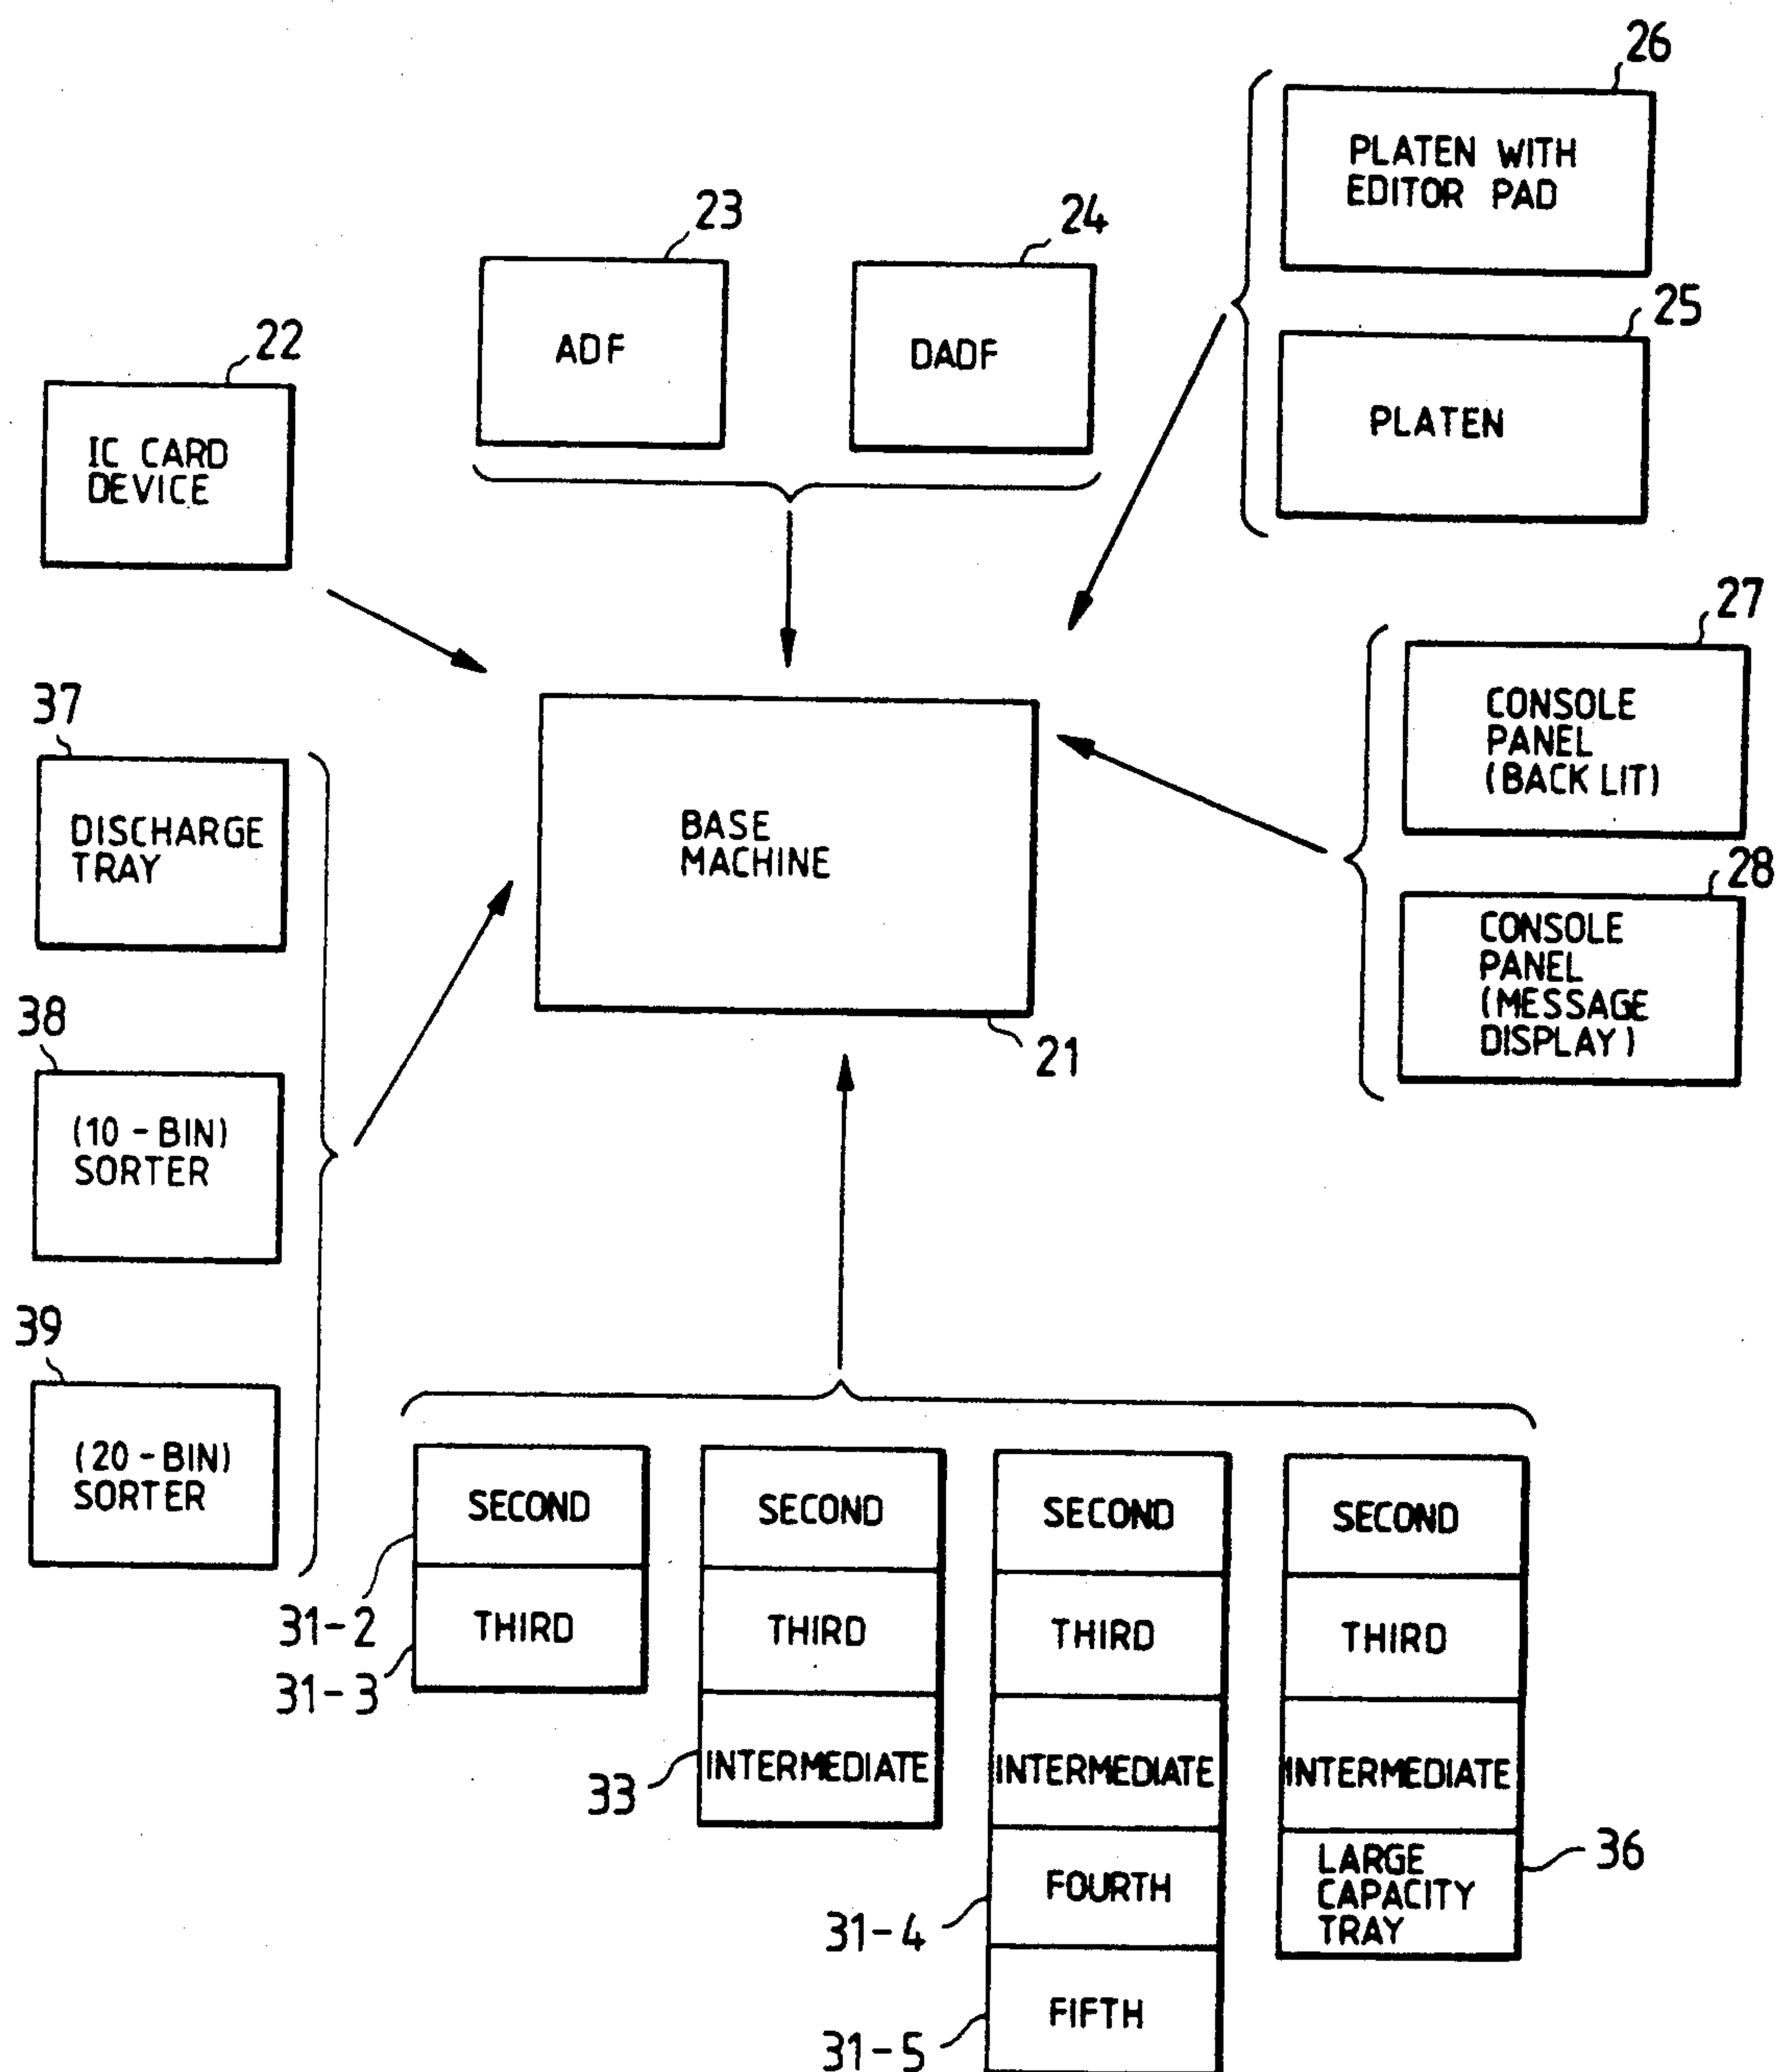 26
PLATEN WITH
EDITOR PAD
23
24
25
ADF
DADF
PLATEN
22
IC CARD
DEVICE
27
CONSOLE
PANEL
(BACK LIT)
37
DISCHARGE
TRAY
BASE
MACHINE
28
CONSOLE
PANEL
(MESSAGE
DISPLAY)
21
38
(10-BIN)
SORTER
39
(20-BIN)
SORTER
SECOND
SECOND
SECOND
SECOND
31-2
THIRD
THIRD
THIRD
THIRD
31-3
33
INTERMEDIATE
INTERMEDIATE
INTERMEDIATE
FOURTH
LARGE
CAPACITY
TRAY
36
31-4
FIFTH
31-5